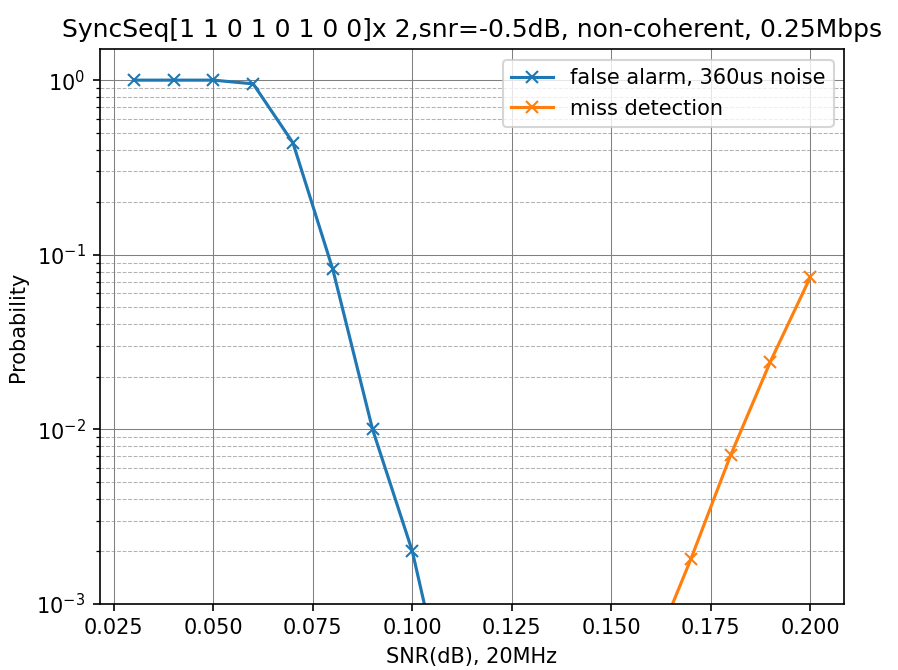 SyncSeq[1 1 0 1 0 1 0 0]x 2,snr=-0.5dB, non-coherent, 0.25Mbps
false alarm, 360us noise
miss detection
10⁰
10⁻¹
10⁻²
10⁻³
Probability
0.025 0.050 0.075 0.100 0.125 0.150 0.175 0.200
SNR(dB), 20MHz